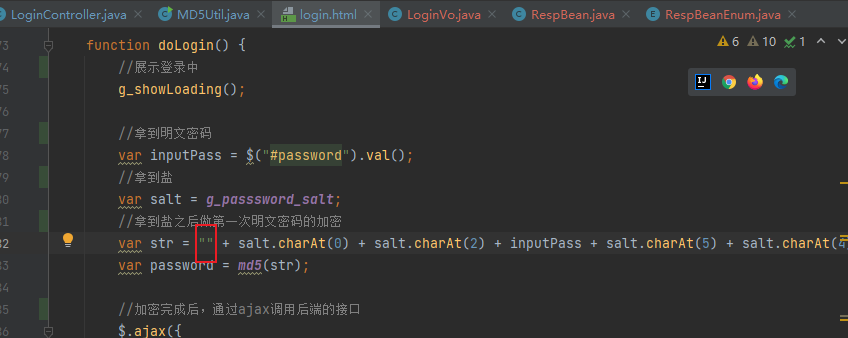 LoginController.java MD5Util.java login.html LoginVo.java RespBean.java RespBeanEnum.java
73 function doLogin() { 6 10 1
74 //展示登录中
75 g_showLoading();
76
77 //拿到明文密码
78 var inputPass = $("#password").val();
79 //拿到盐
80 var salt = g_passsword_salt;
81 //拿到盐之后做第一次明文密码的加密
82 var str = "" + salt.charAt(0) + salt.charAt(2) + inputPass + salt.charAt(5) + salt.charAt(4
83 var password = md5(str);
84
85 //加密完成后，通过ajax调用后端的接口
86 $.ajax({